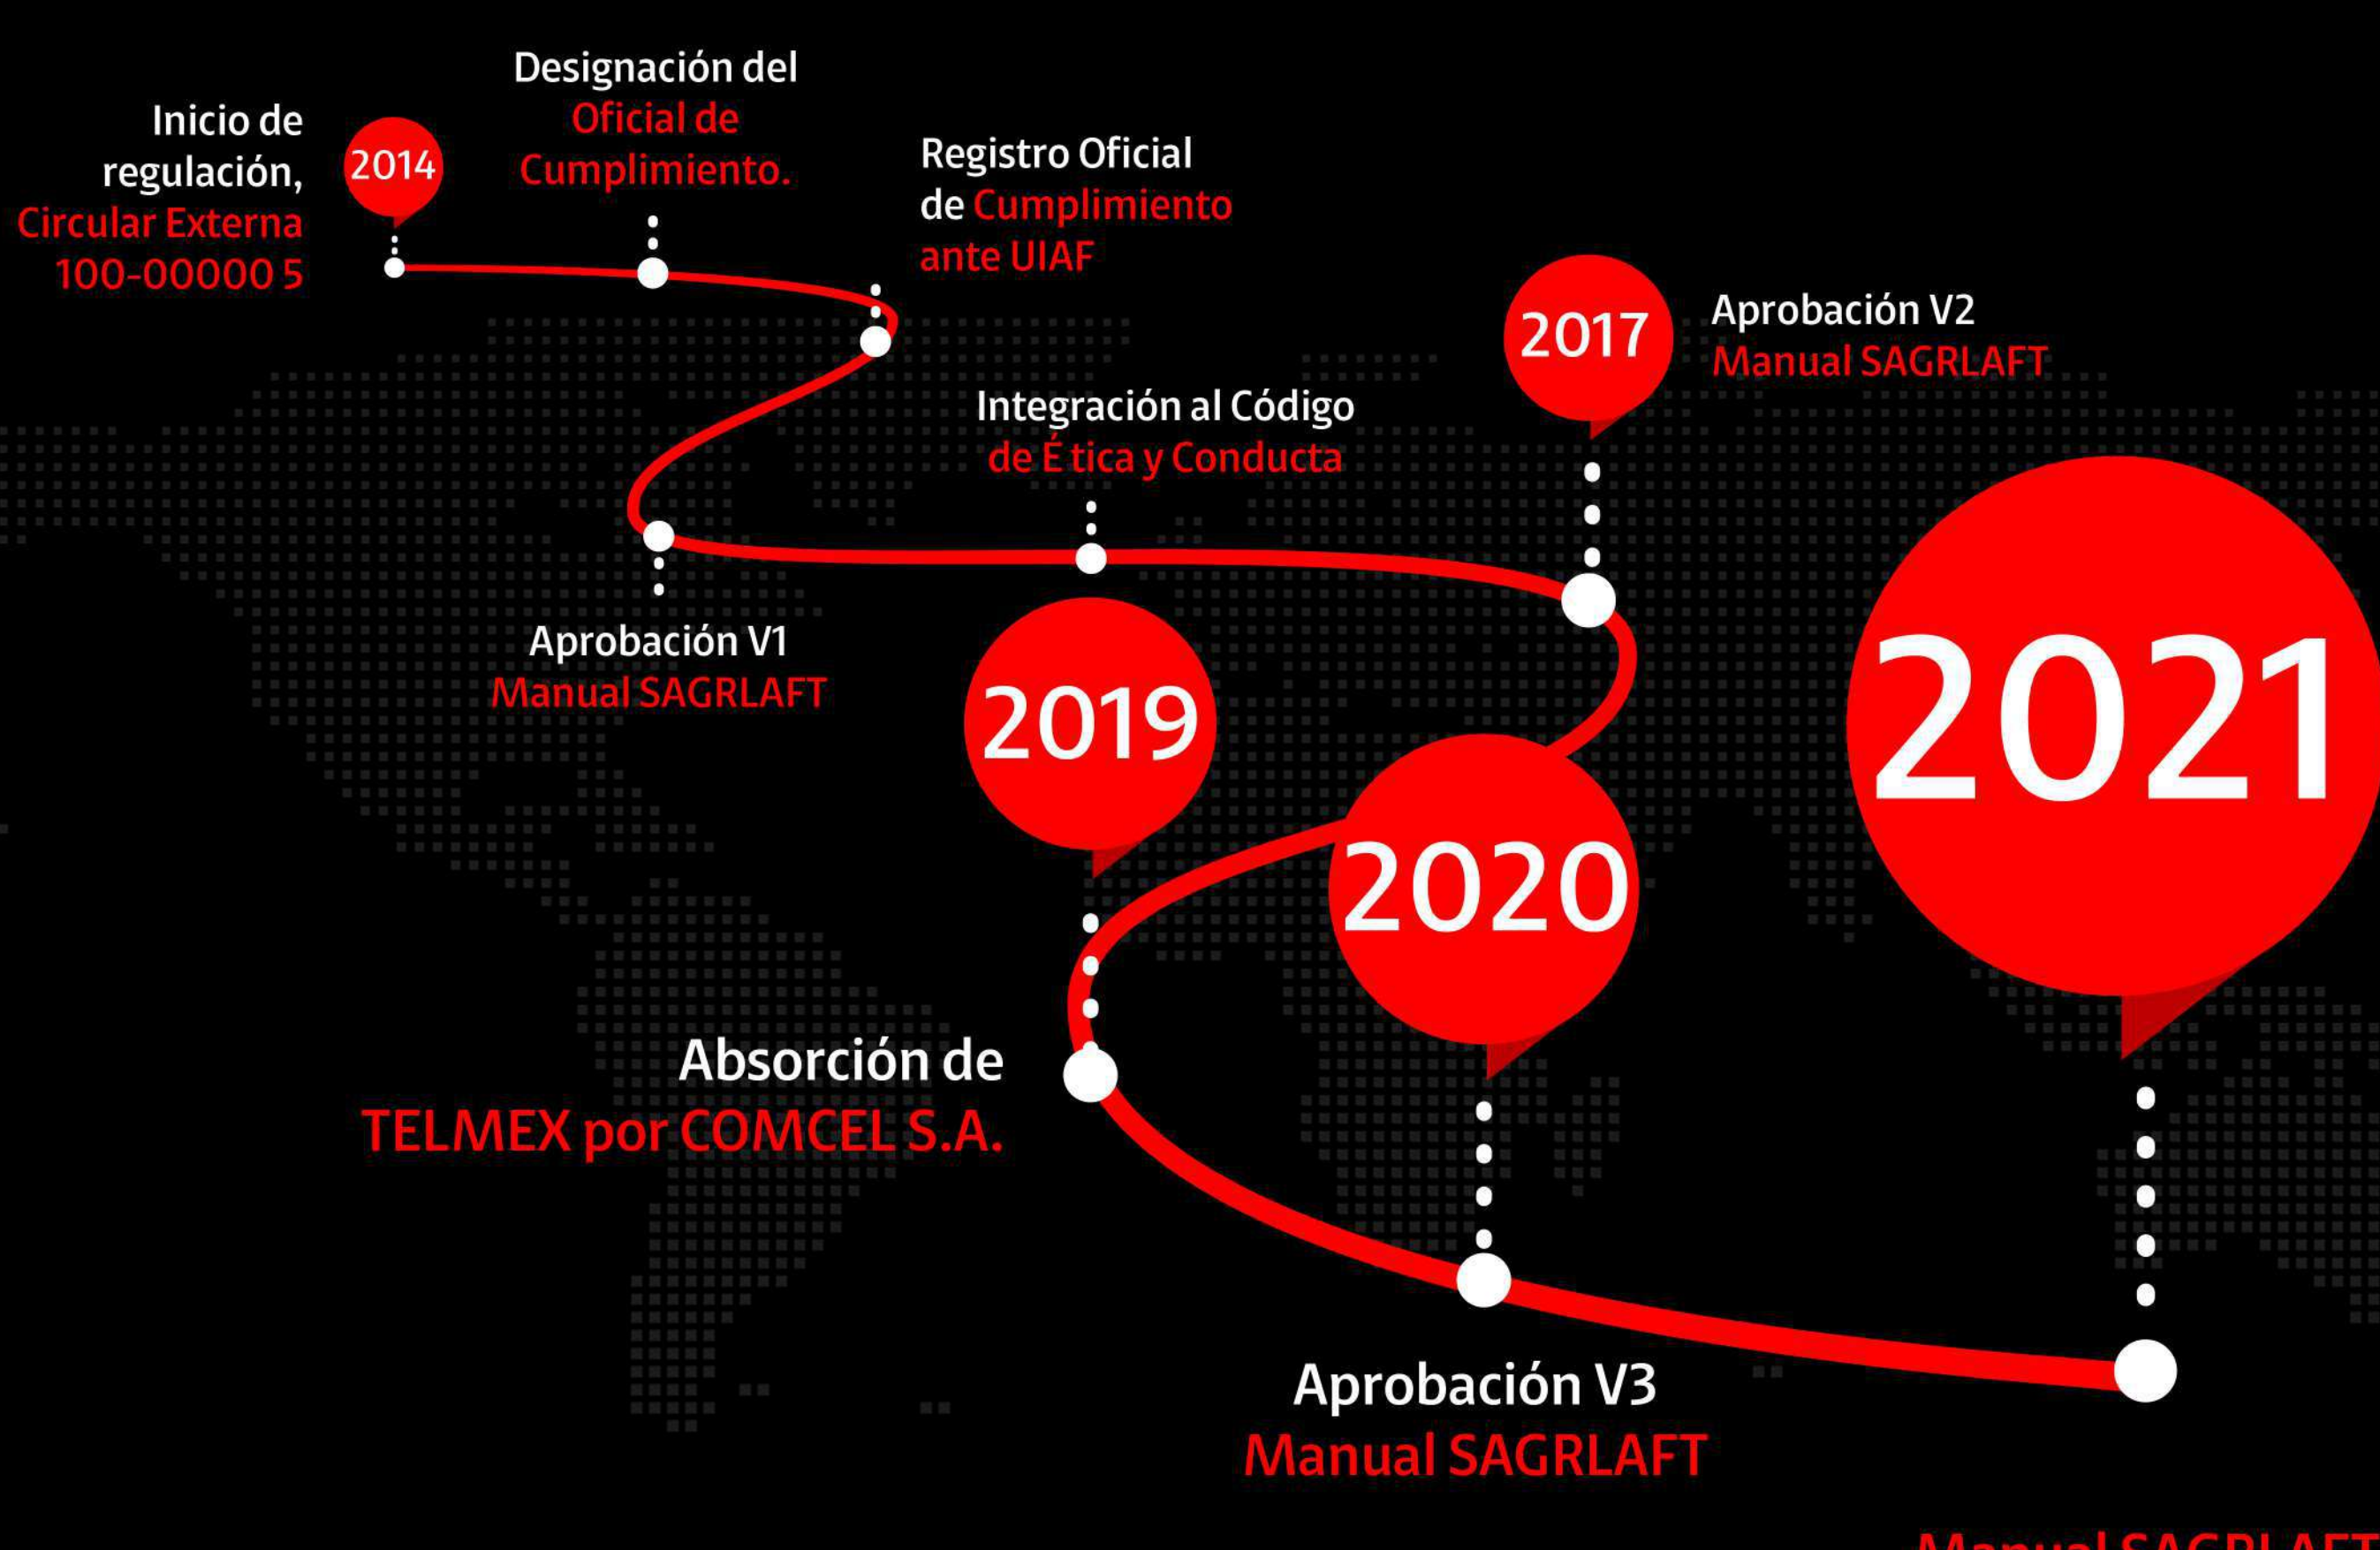 Inicio de
regulación,
Circular Externa
100-00000 5
2014
Designación del
Oficial de
Cumplimiento.
Registro Oficial
de Cumplimiento
ante UIAF
Aprobación V1
Manual SAGRLAFT
Integración al Código
de É tica y Conducta
2017
Aprobación V2
Manual SAGRLAFT
2019
Absorción de
TELMEX por COMCEL S.A.
2020
Aprobación V3
Manual SAGRLAFT
2021
Manual SAGRLAFT